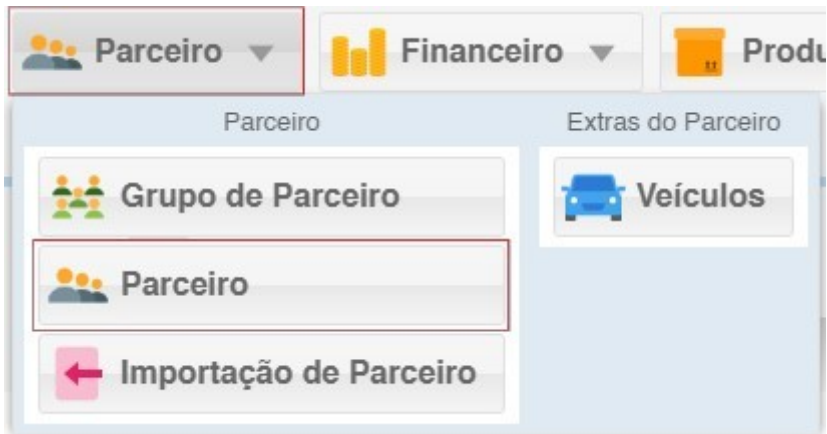 Parceiro Financeiro Produ
Parceiro Extras do Parceiro
Grupo de Parceiro Veículos
Parceiro
Importação de Parceiro